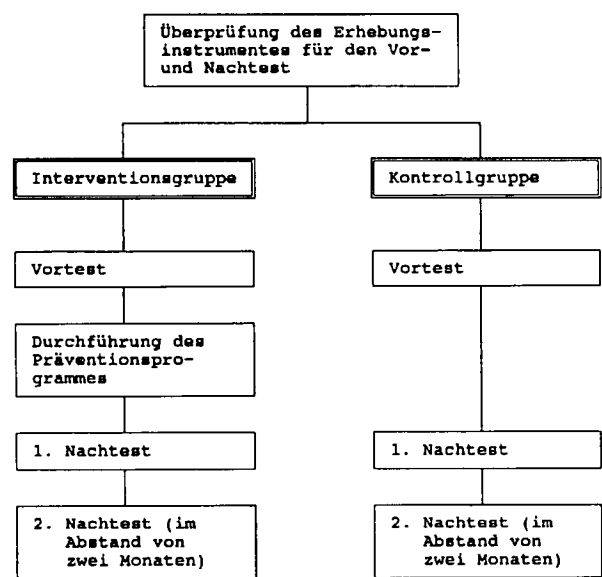 Überprüfung des Erhebungs-
instrumentes für den Vor-
und Nachtest
Interventionsgruppe
Kontrollgruppe
Vortest
Vortest
Durchführung des
Präventionspro-
grammes
1. Nachtest
1. Nachtest
2. Nachtest (im
Abstand von
zwei Monaten)
2. Nachtest (im
Abstand von
zwei Monaten)